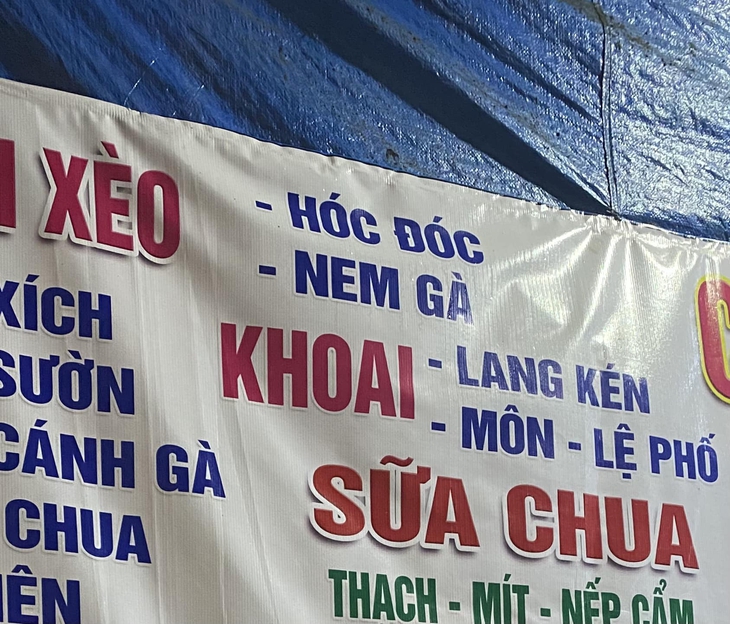 XÈO
- HÓC ĐÓC
- NEM GÀ
XÍCH
SƯỜN
CÁNH GÀ
CHUA
KHOAI - LANG KÉN
- MÔN - LỆ PHỐ
SỮA CHUA
THẠCH - MÍT - NẾP CẨM